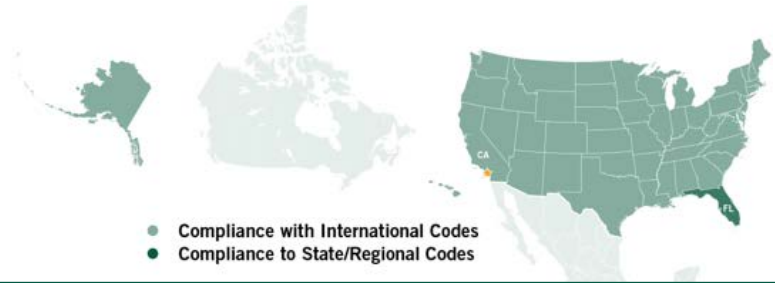 CA
FL
Compliance with International Codes
Compliance to State/Regional Codes